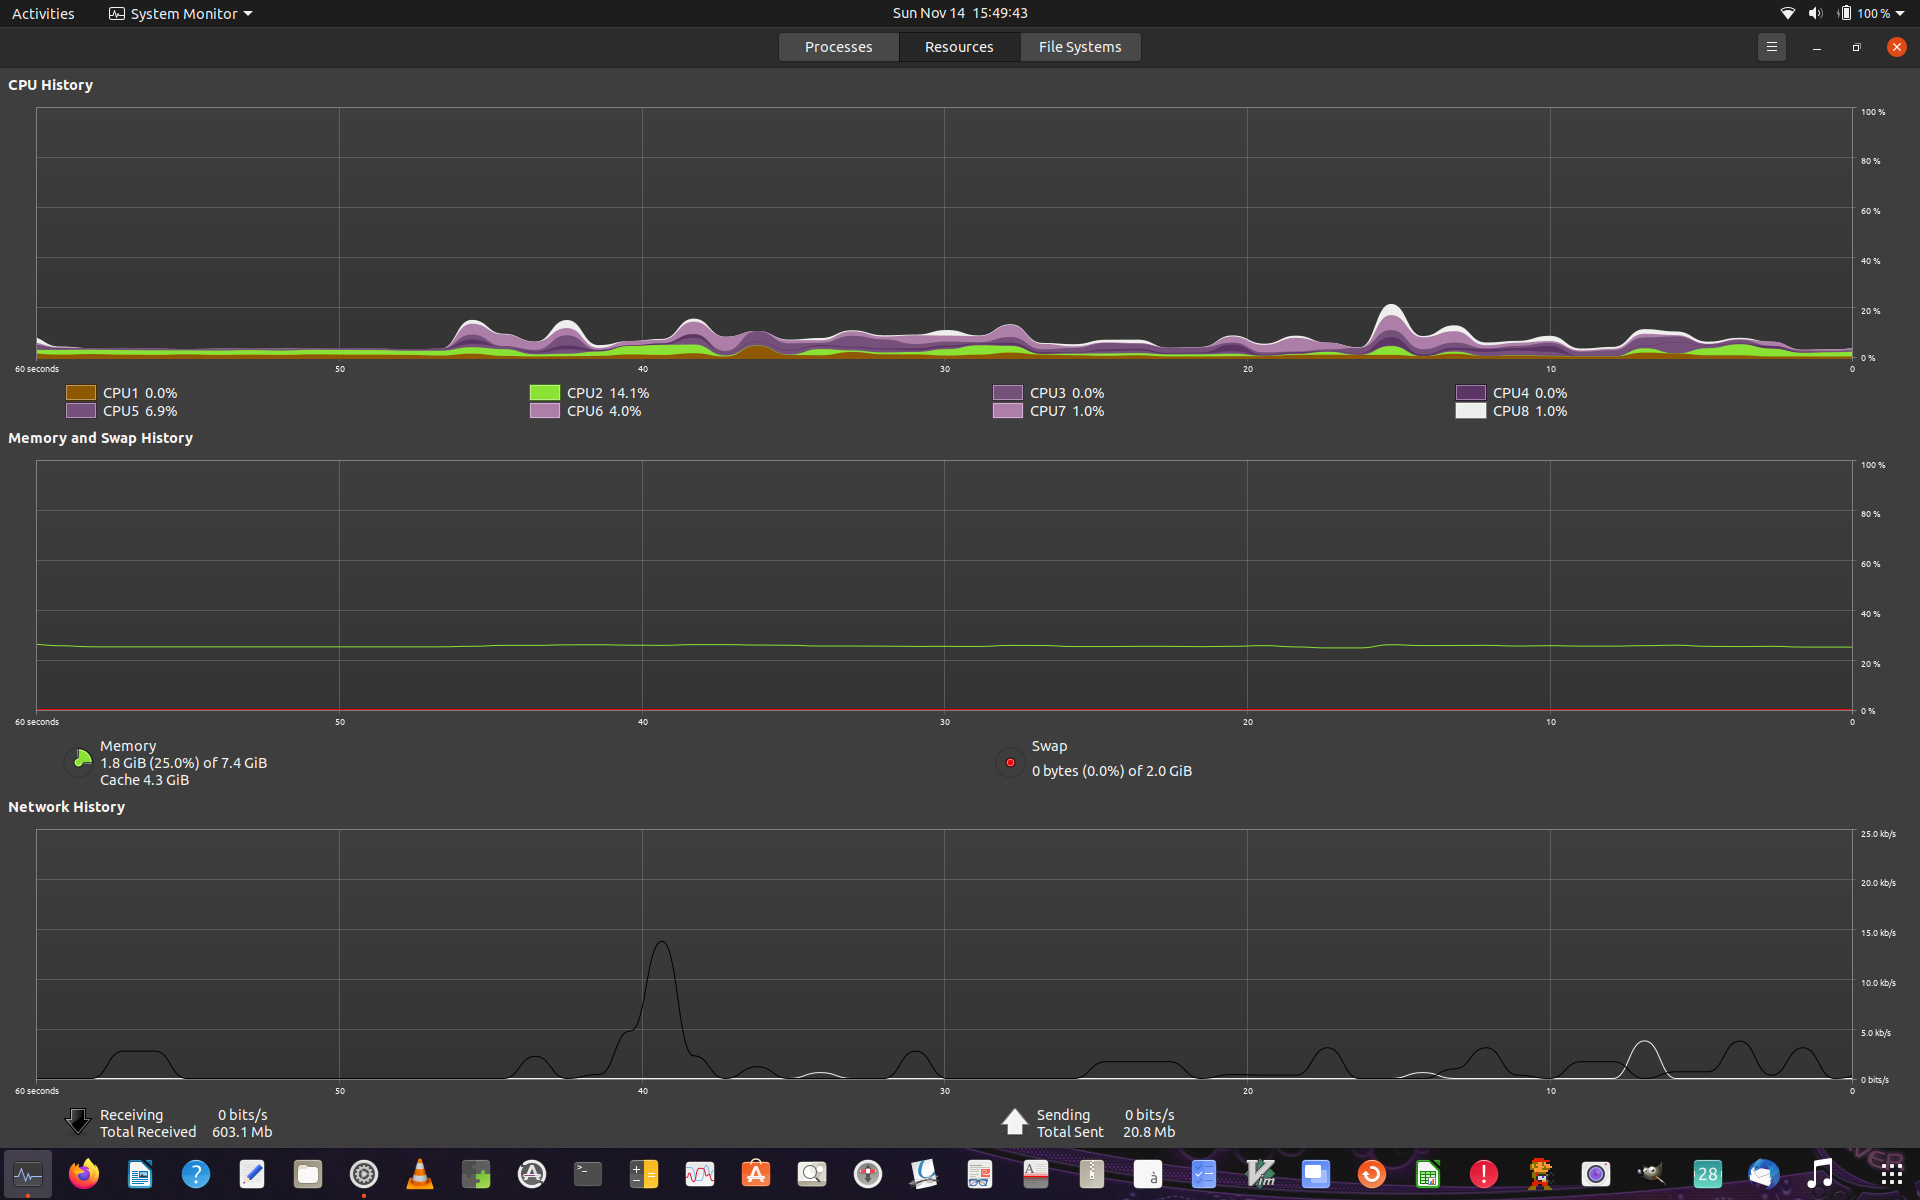 Activities System Monitor Sun Nov 14 15:49:43 100 %
Processes Resources File Systems
CPU History
100 %
80 %
60 %
40 %
20 %
0 %
60 seconds 50 40 30 20 10 0
CPU1 0.0% CPU2 14.1% CPU3 0.0% CPU4 0.0%
CPU5 6.9% CPU6 4.0% CPU7 1.0% CPU8 1.0%
Memory and Swap History
100 %
80 %
60 %
40 %
20 %
0 %
60 seconds 50 40 30 20 10 0
Memory
1.8 GiB (25.0%) of 7.4 GiB
Cache 4.3 GiB
Swap
0 bytes (0.0%) of 2.0 GiB
Network History
25.0 kb/s
20.0 kb/s
15.0 kb/s
10.0 kb/s
5.0 kb/s
0 bits/s
60 seconds 50 40 30 20 10 0
Receiving 0 bits/s
Total Received 603.1 Mb
Sending 0 bits/s
Total Sent 20.8 Mb
? >_ A à Vim ! 28